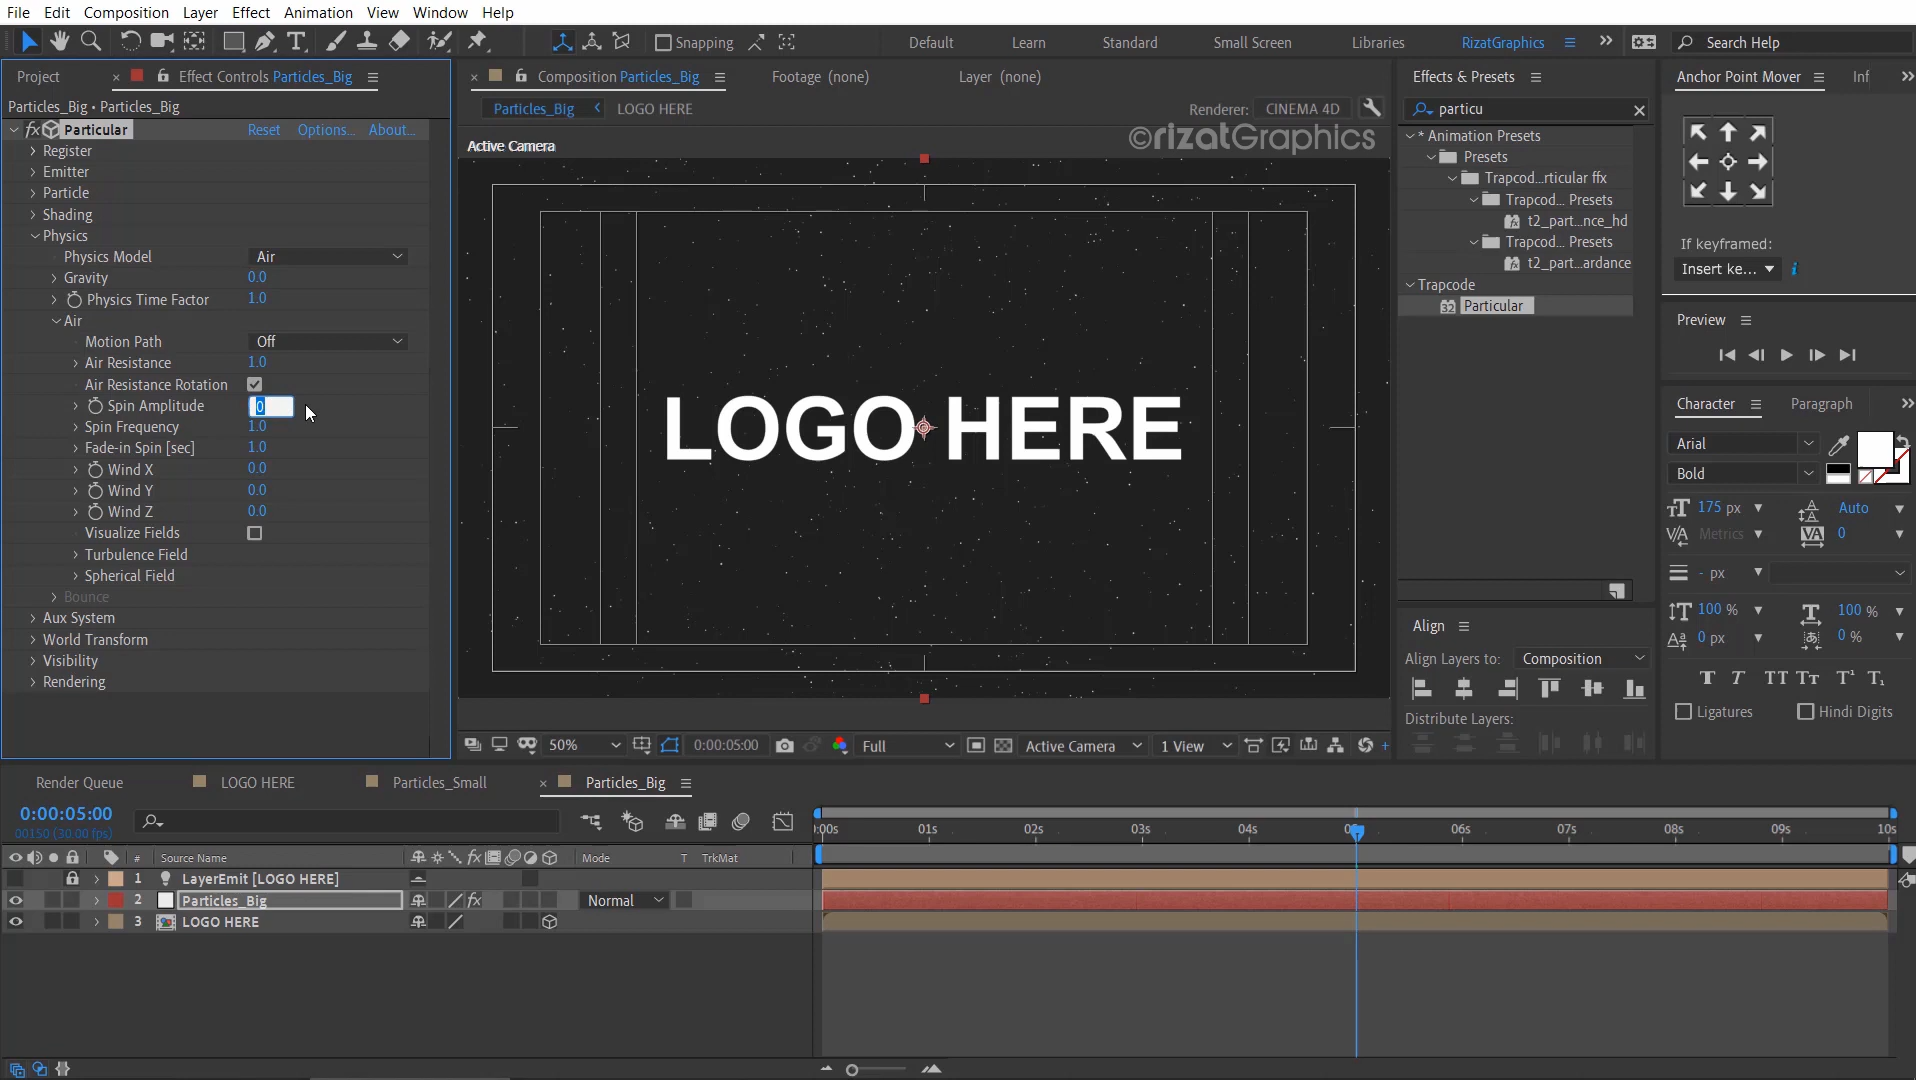 File Edit Composition Layer Effect Animation View Window Help
Snapping Default Learn Standard Small Screen Libraries RizatGraphics Search Help
Project Effect Controls Particles_Big
Particles_Big • Particles_Big
fx Particular Reset Options... About...
Register
Emitter
Particle
Shading
Physics
Physics Model Air
Gravity 0.0
Physics Time Factor 1.0
Air
Motion Path Off
Air Resistance 1.0
Air Resistance Rotation
Spin Amplitude 0
Spin Frequency 1.0
Fade-in Spin [sec] 1.0
Wind X 0.0
Wind Y 0.0
Wind Z 0.0
Visualize Fields
Turbulence Field
Spherical Field
Bounce
Aux System
World Transform
Visibility
Rendering
Composition Particles_Big Footage (none) Layer (none)
Particles_Big LOGO HERE Renderer: CINEMA 4D
Active Camera ©rizatGraphics
LOGO HERE
50% 0:00:05:00 Full Active Camera 1 View
Effects & Presets
particu
* Animation Presets
Presets
Trapcod...rticular ffx
Trapcod... Presets
t2_part...nce_hd
Trapcod... Presets
t2_part...ardance
Trapcode
32 Particular
Align
Align Layers to: Composition
Distribute Layers:
Anchor Point Mover Inf
If keyframed:
Insert ke...
Preview
Character Paragraph
Arial
Bold
175 px Auto
Metrics 0
- px
100 % 100 %
0 px 0 %
T T TT Tt T¹ T₁
Ligatures Hindi Digits
Render Queue LOGO HERE Particles_Small Particles_Big
0:00:05:00
00150 (30.00 fps)
:00s 01s 02s 03s 04s 06s 07s 08s 09s 10s
# Source Name fx Mode T TrkMat
1 LayerEmit [LOGO HERE]
2 Particles_Big fx Normal
3 LOGO HERE